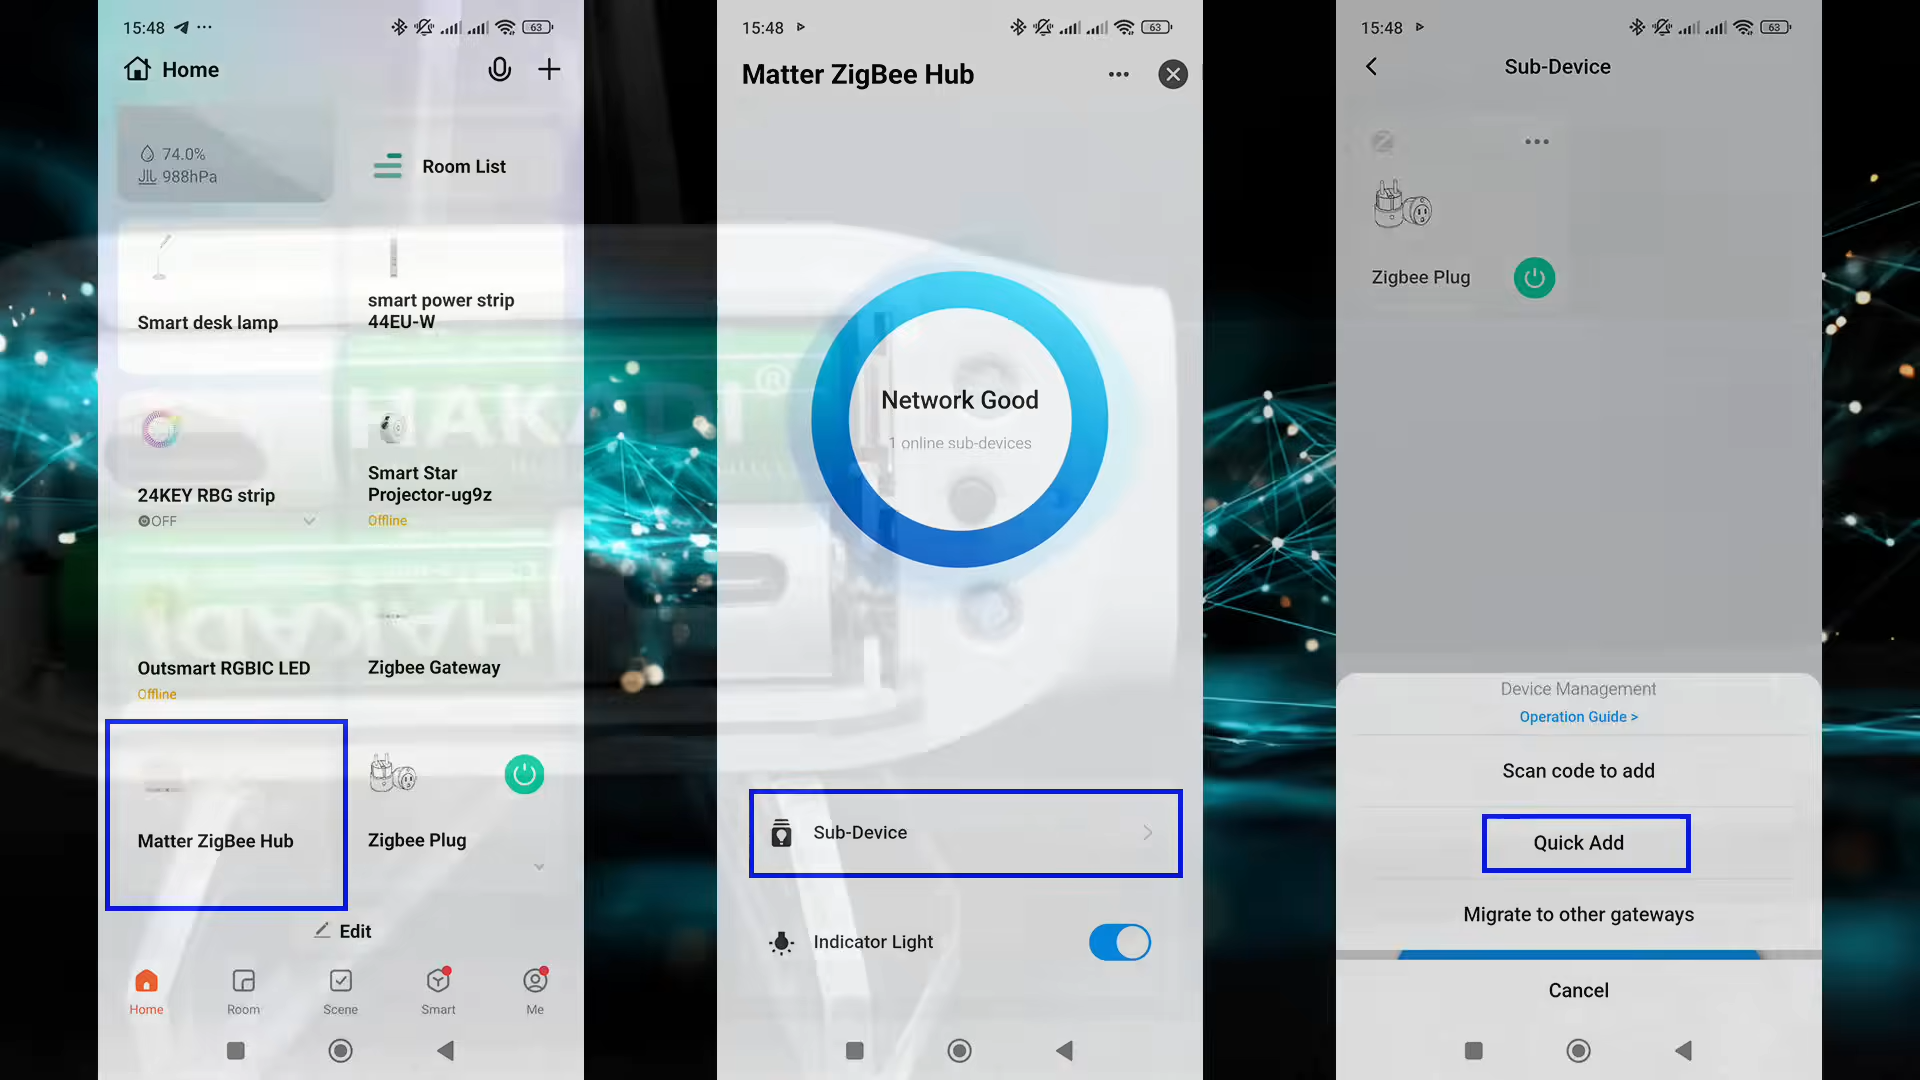 15:48
63
Home
74.0%
988hPa
Room List
Smart desk lamp
smart power strip
44EU-W
24KEY RBG strip
OFF
Smart Star
Projector-ug9z
Offline
HAKADI®
Outsmart RGBIC LED
Offline
Zigbee Gateway
Matter ZigBee Hub
Zigbee Plug
Edit
Home
Room
Scene
Smart
Me
15:48
63
Matter ZigBee Hub
Network Good
1 online sub-devices
Sub-Device
Indicator Light
15:48
63
Sub-Device
Zigbee Plug
Device Management
Operation Guide >
Scan code to add
Quick Add
Migrate to other gateways
Cancel